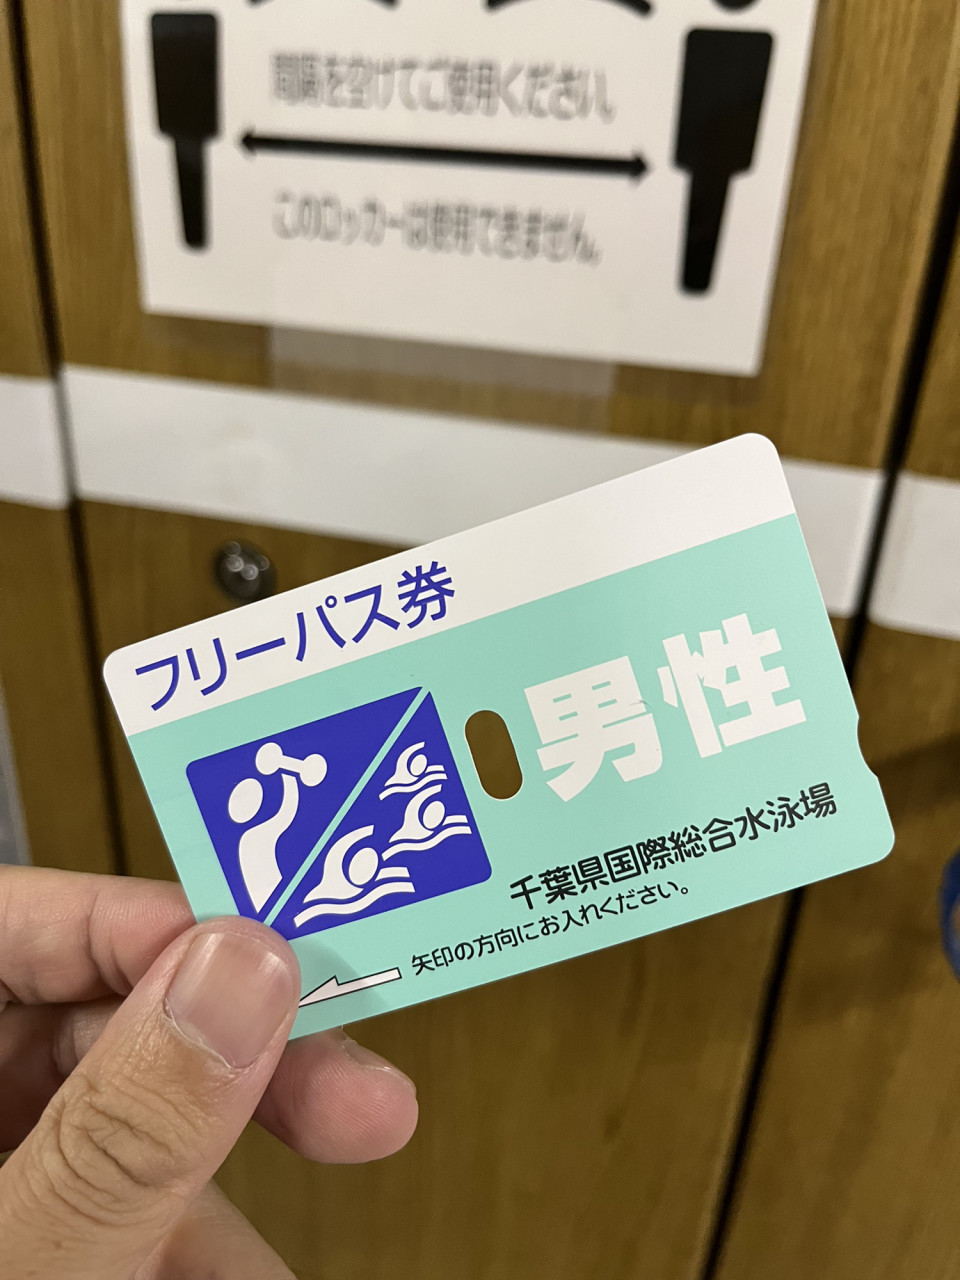 間隔を空けてご使用ください。
このロッカーは使用できません。
フリーパス券
男性
千葉県国際総合水泳場
矢印の方向にお入れください。